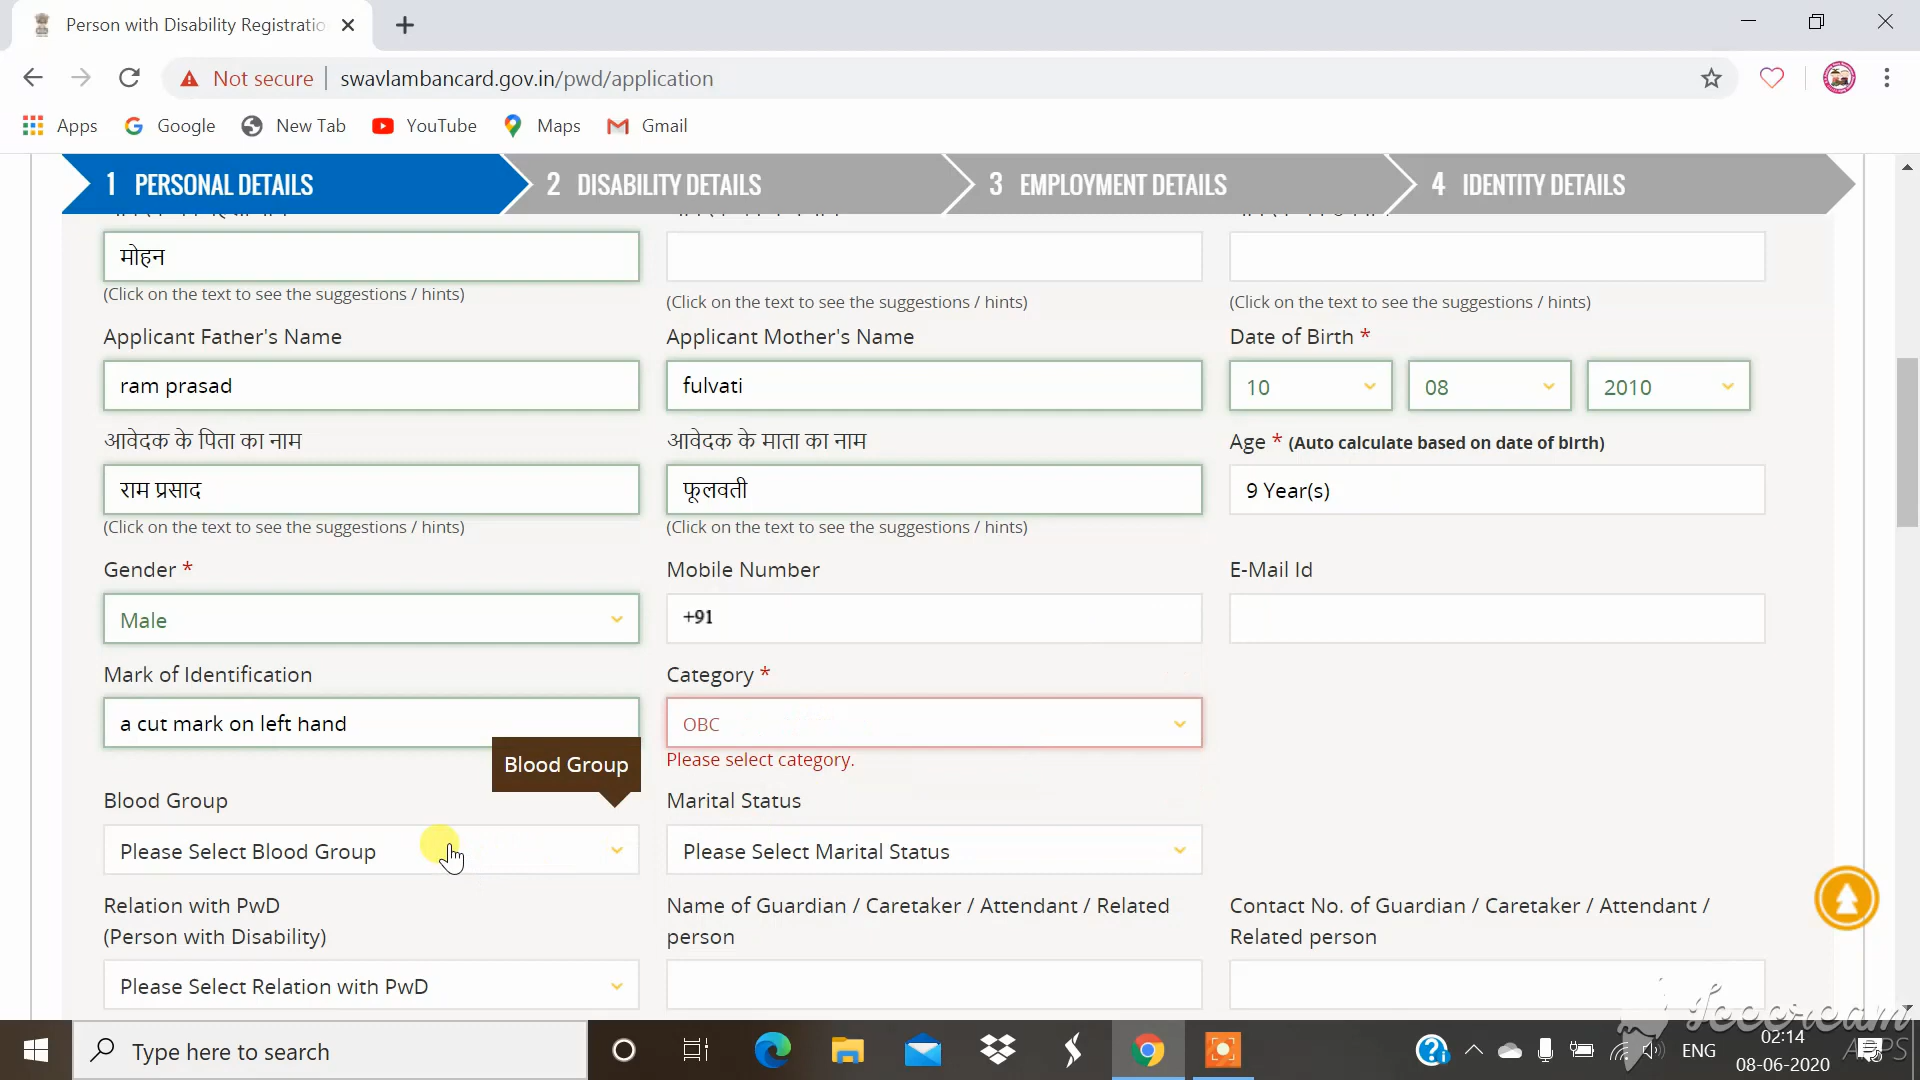 Person with Disability Registratio
Not secure
swavlambancard.gov.in/pwd/application
Apps
Google
New Tab
YouTube
Maps
Gmail
1 PERSONAL DETAILS
2 DISABILITY DETAILS
3 EMPLOYMENT DETAILS
4 IDENTITY DETAILS
मोहन
(Click on the text to see the suggestions / hints)
(Click on the text to see the suggestions / hints)
(Click on the text to see the suggestions / hints)
Applicant Father's Name
Applicant Mother's Name
Date of Birth *
ram prasad
fulvati
10
08
2010
आवेदक के पिता का नाम
आवेदक के माता का नाम
Age * (Auto calculate based on date of birth)
राम प्रसाद
फूलवती
9 Year(s)
(Click on the text to see the suggestions / hints)
(Click on the text to see the suggestions / hints)
Gender *
Mobile Number
E-Mail Id
Male
+91
Mark of Identification
Category *
a cut mark on left hand
OBC
Blood Group
Please select category.
Blood Group
Marital Status
Please Select Blood Group
Please Select Marital Status
Relation with PwD
(Person with Disability)
Name of Guardian / Caretaker / Attendant / Related
person
Contact No. of Guardian / Caretaker / Attendant /
Related person
Please Select Relation with PwD
Icecream
APPS
Type here to search
ENG
02:14
08-06-2020